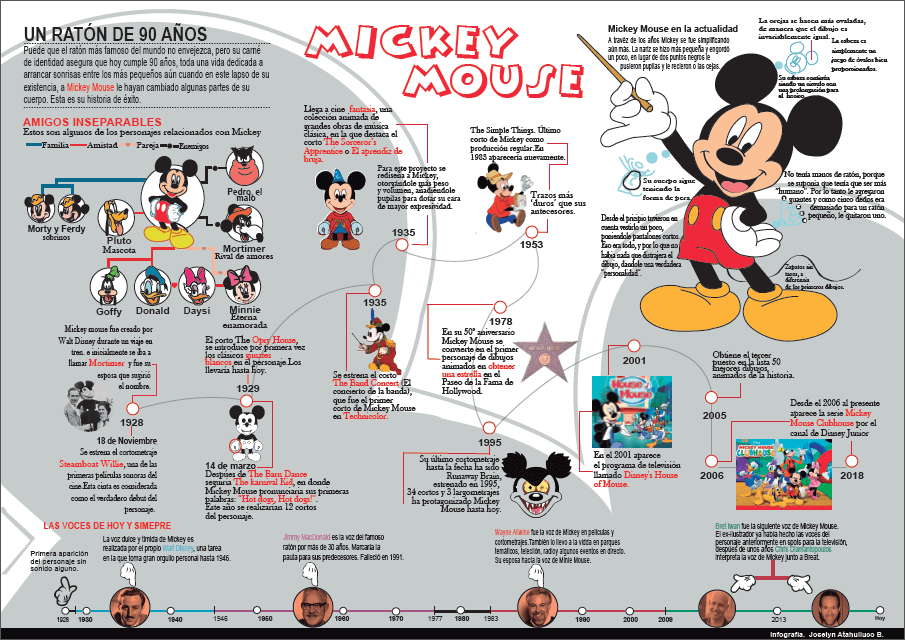 UN RATÓN DE 90 AÑOS
Puede que el ratón más famoso del mundo no envejezca, pero su carné
de identidad asegura que hoy cumple 90 años, toda una vida dedicada a
arrancar sonrisas entre los más pequeños aún cuando en este lapso de su
existencia, a Mickey Mouse le hayan cambiado algunas partes de su
cuerpo. Esta es su historia de éxito.
AMIGOS INSEPARABLES
Estos son algunos de los personajes relacionados con Mickey
Familia
Amistad
Pareja
Enemigos
Pedro, el
malo
Morty y Ferdy
sobrinos
Pluto
Mascota
Mortimer
Rival de amores
Goffy
Donald
Daysi
Minnie
Eterna
enamorada
MICKEY
MOUSE
Mickey mouse fue creado por
Walt Disney durante un viaje en
tren. e inicialmente se iba a
llamar Mortimer y fue su
esposa que supirió
el nombre.
1928
18 de Noviembre
Se estrena el cortometraje
Steamboat Willie, una de las
primeras películas sonoras del
cine.Esta cinta es considerada
como el verdadero debut del
personaje.
El corto The Opry House,
se introduce por primera vez
los clásicos guantes
blancos en el personaje.Los
llevaría hasta hoy.
1929
14 de marzo
Después de The Barn Dance
seguiría The karnival Kid, en donde
Mickey Mouse pronunciaría sus primeras
palabras: "Hot dogs, Hot dogs!".
Este año se realizarían 12 cortos
del personaje.
Llega a cine fantasía, una
colección animada de
grandes obras de música
clásica, en la que destaca el
corto The Sorcerer's
Apprentice o El aprendiz de
bruja.
Para este proyecto se
rediseña a Mickey,
otorgándole más peso
y volumen, añadiéndole
pupilas para dotar su cara
de mayor expresividad.
1935
1935
Se estrena el corto
The Band Concert (El
concierto de la banda),
que fue el primer
corto de Mickey Mouse
en Technicolor.
The Simple Things. Último
corto de Mickey como
producción regular.En
1983 aparecería nuevamente.
Trazos más
'duros' que sus
antecesores.
1953
1978
En su 50º aniversario
Mickey Mouse se
convierte en el primer
personaje de dibujos
animados en obtener
una estrella en el
Paseo de la Fama de
Hollywood.
1995
Su último cortometraje
hasta la fecha ha sido
Runaway Brain,
estrenado en 1995,
34 cortos y 3 largometrajes
ha protagonizado Mickey
Mouse hasta hoy.
Mickey Mouse en la actualidad
A través de los años Mickey se fue simplificando
aún más. La nariz se hizo más pequeña y engordó
un poco, en lugar de dos puntos negros le
pusieron pupilas y le recieron o las cejas.
La orejas se hacen más ovaladas,
de manera que el dibujo es
invariablemente igual.
La cabeza es
simplemente un
juego de óvalos bien
proporcionados.
Su cabeza continúa
siendo un círculo con
una prolongación para
el hocico.
Su cuerpo sigue
teniendo la
forma de pera.
No tenía manos de ratón, porque
se suponía que tenía que ser más
"humano". Por lo tanto le agregaron
guantes y como cinco dedos era
demasiado para un ratón
pequeño, le quitaron uno.
Desde el principio tuvieron en
cuenta vestirlo un poco,
poniéndole pantalones cortos.
Eso era todo, y por lo que no
había nada que distrajera el
dibujo, dándole una verdadera
"personalidad".
Zapatos sin
tacos, a
diferencia
de los primeros dibujos.
2001
En el 2001 aparece
el programa de televisión
llamado Disney's House
of Mouse.
Obtiene el tercer
puesto en la lista 50
mejores dibujos
animados de la historia.
2005
Desde el 2006 al presente
aparece la serie Mickey
Mouse Clubhouse por el
canal de Disney Junior
2006
2018
House of
Mouse
MICKEY MOUSE
CLUBHOUSE
LAS VOCES DE HOY Y SIMEPRE
Primera aparición
del personaje sin
sonido alguno.
La voz dulce y tímida de Mickey es
realizada por el propio Walt Disney, una tarea
en la que toma gran orgullo personal hasta 1946.
Jimmy MacDonald es la voz del famoso
ratón por más de 30 años. Marcaría la
pauta para sus predecesores. Falleció en 1991.
Wayne Allwine fue la voz de Mickey en películas y
cortometrajes.También lo llevo a la vidda en parques
temáticos, teleción, radioy algunos eventos en directo.
Su esposa hacía la voz de Minie Mouse.
Bret Iwan fue la siguiente voz de Mickey Mouse.
El ex-ilustrador ya había hecho las veces del
personaje anteriormente en spots para la televisión,
después de unos años Chris Diamantopoulos
interpreta la voz de Mickey junto a Breat.
1928
1930
1940
1946
1950
1960
1970
1977
1980
1983
1990
2000
2009
2013
Hoy
Infografía. Joselyn Atahuiluco B.